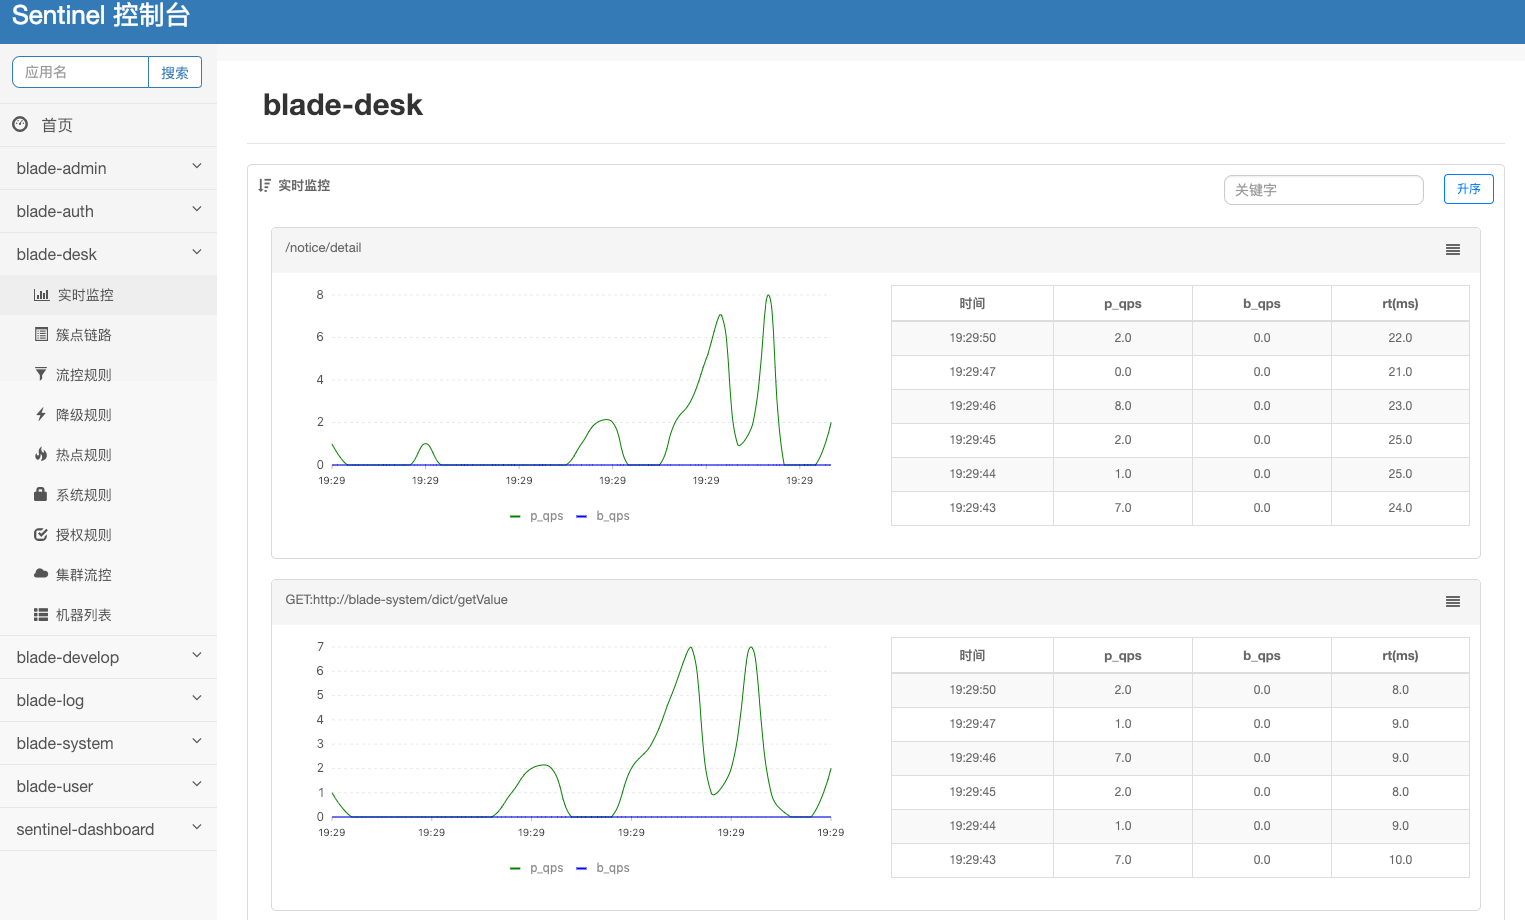 Sentinel 控制台
应用名 搜索
首页
blade-admin
blade-auth
blade-desk
实时监控
簇点链路
流控规则
降级规则
热点规则
系统规则
授权规则
集群流控
机器列表
blade-develop
blade-log
blade-system
blade-user
sentinel-dashboard
blade-desk
实时监控 关键字 升序
/notice/detail
8
6
4
2
0
19:29 19:29 19:29 19:29 19:29 19:29
p_qps b_qps
时间 p_qps b_qps rt(ms)
19:29:50 2.0 0.0 22.0
19:29:47 0.0 0.0 21.0
19:29:46 8.0 0.0 23.0
19:29:45 2.0 0.0 25.0
19:29:44 1.0 0.0 25.0
19:29:43 7.0 0.0 24.0
GET:http://blade-system/dict/getValue
7
6
5
4
3
2
1
0
19:29 19:29 19:29 19:29 19:29 19:29
p_qps b_qps
时间 p_qps b_qps rt(ms)
19:29:50 2.0 0.0 8.0
19:29:47 1.0 0.0 9.0
19:29:46 7.0 0.0 9.0
19:29:45 2.0 0.0 8.0
19:29:44 1.0 0.0 9.0
19:29:43 7.0 0.0 10.0